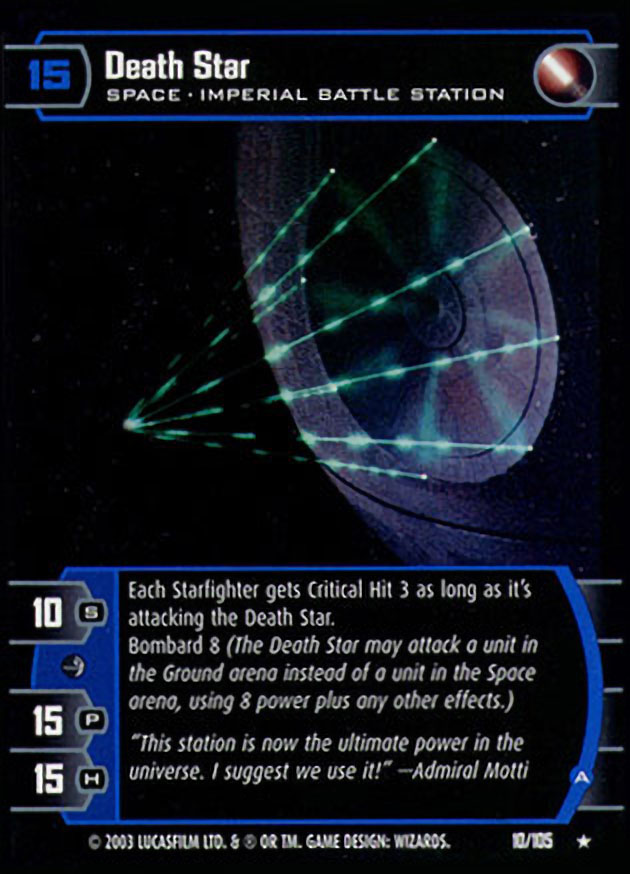 15
Death Star
SPACE · IMPERIAL BATTLE STATION
Each Starfighter gets Critical Hit 3 as long as it's
attacking the Death Star.
Bombard 8 (The Death Star may attack a unit in
the Ground arena instead of a unit in the Space
arena, using 8 power plus any other effects.)
"This station is now the ultimate power in the
universe. I suggest we use it!" —Admiral Motti
10 S
15 P
15 H
A
© 2003 LUCASFILM LTD. & ® OR TM. GAME DESIGN: WIZARDS.
10/105 ★